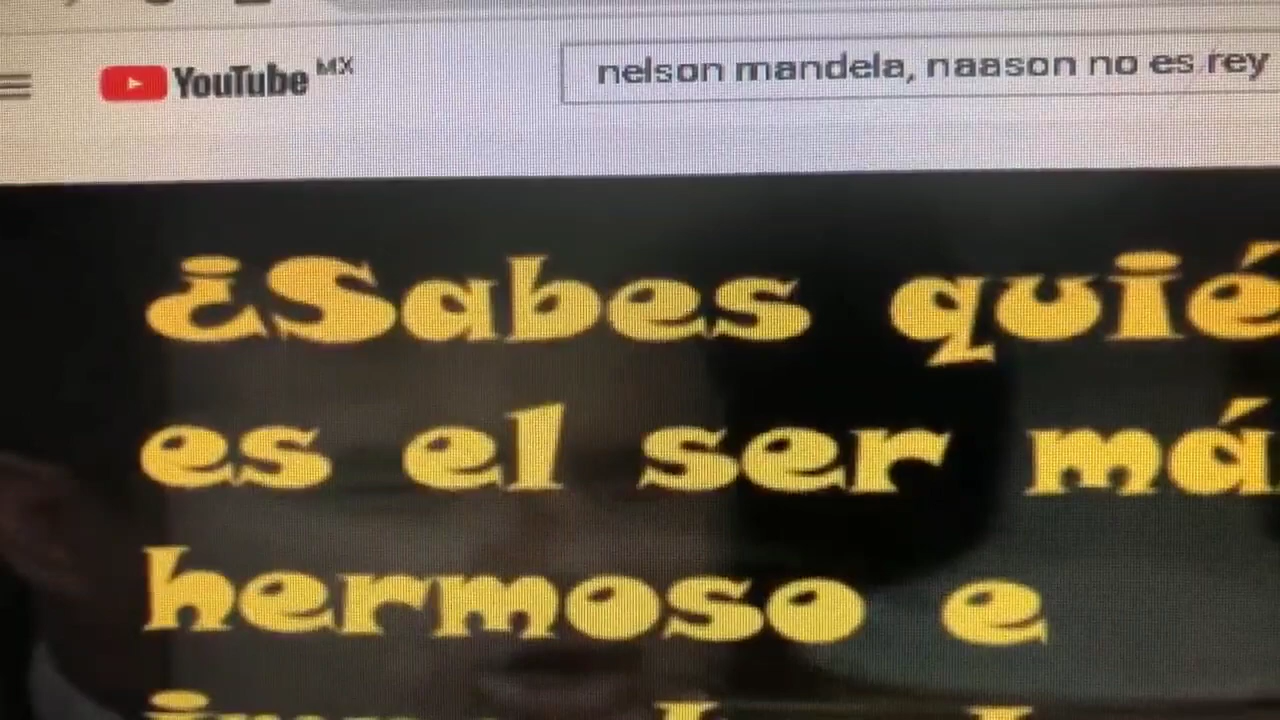 YouTube MX
nelson mandela, naason no es rey
¿Sabes quié
es el ser má
hermoso e